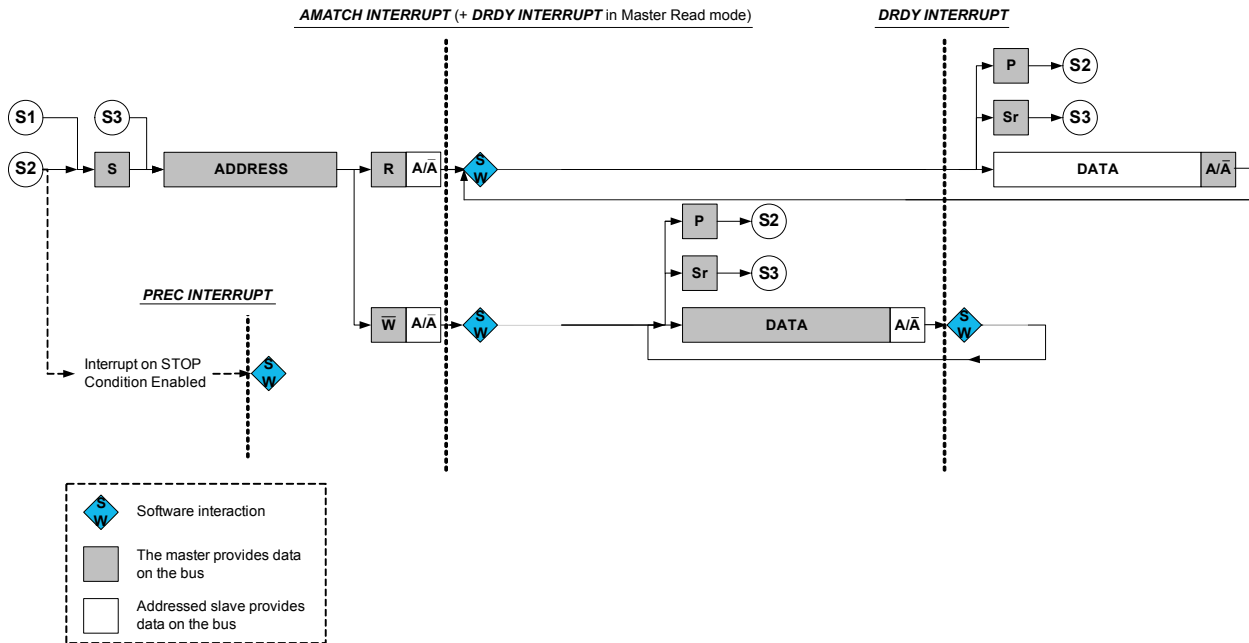 AMATCH INTERRUPT (+ DRDY INTERRUPT in Master Read mode)
DRDY INTERRUPT
P
S2
S1
S3
Sr
S3
S2
S
ADDRESS
R
A/A̅
S
W
DATA
A/A̅
P
S2
Sr
S3
PREC INTERRUPT
W̅
A/A̅
S
W
DATA
A/A̅
S
W
Interrupt on STOP
Condition Enabled
S
W
S
W
Software interaction
The master provides data
on the bus
Addressed slave provides
data on the bus